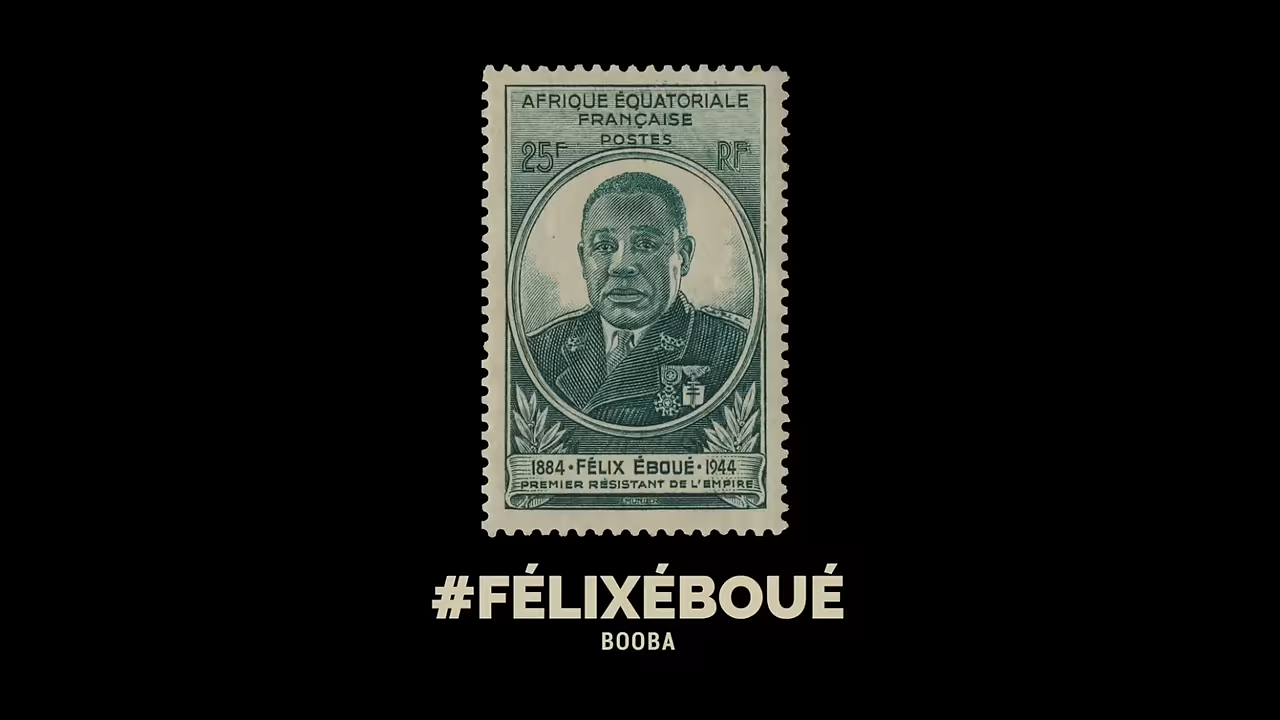 AFRIQUE ÉQUATORIALE
FRANÇAISE
POSTES
25F RF
1884 · FÉLIX ÉBOUÉ · 1944
PREMIER RÉSISTANT DE L'EMPIRE
#FÉLIXÉBOUÉ
BOOBA